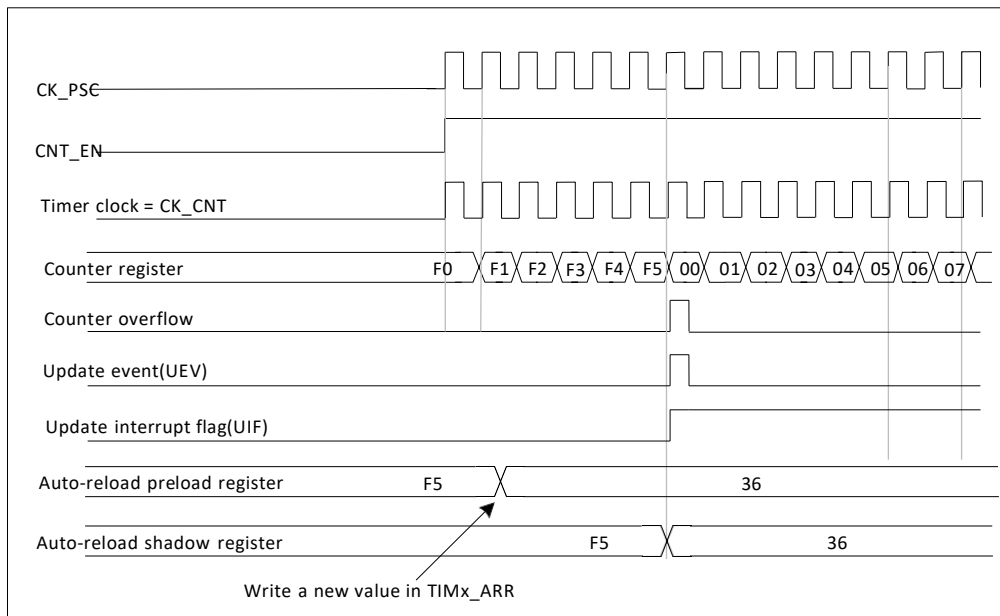 CK_PSC
CNT_EN
Timer clock = CK_CNT
Counter register F0 F1 F2 F3 F4 F5 00 01 02 03 04 05 06 07
Counter overflow
Update event(UEV)
Update interrupt flag(UIF)
Auto-reload preload register F5 36
Auto-reload shadow register F5 36
Write a new value in TIMx_ARR